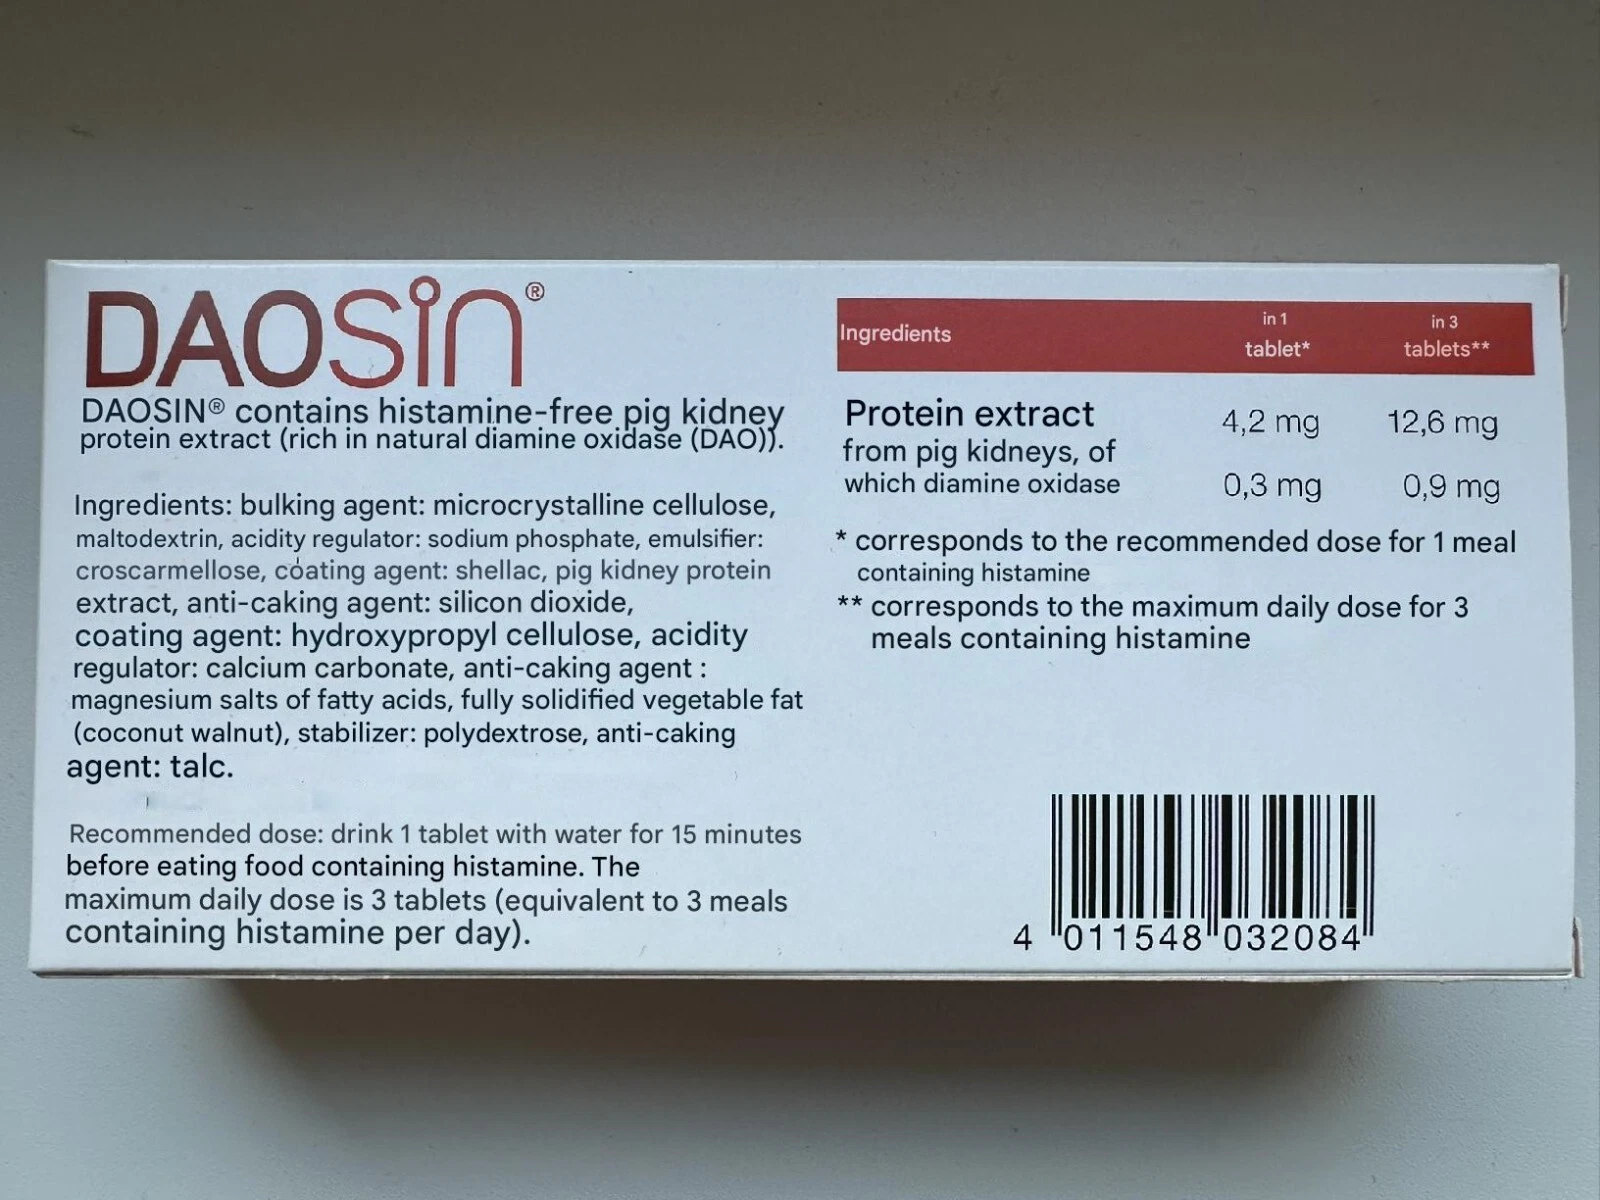 DAOSIN®
DAOSIN® contains histamine-free pig kidney
protein extract (rich in natural diamine oxidase (DAO)).
Ingredients: bulking agent: microcrystalline cellulose,
maltodextrin, acidity regulator: sodium phosphate, emulsifier:
croscarmellose, coating agent: shellac, pig kidney protein
extract, anti-caking agent: silicon dioxide,
coating agent: hydroxypropyl cellulose, acidity
regulator: calcium carbonate, anti-caking agent :
magnesium salts of fatty acids, fully solidified vegetable fat
(coconut walnut), stabilizer: polydextrose, anti-caking
agent: talc.
Recommended dose: drink 1 tablet with water for 15 minutes
before eating food containing histamine. The
maximum daily dose is 3 tablets (equivalent to 3 meals
containing histamine per day).
Ingredients in 1 tablet* in 3 tablets**
Protein extract 4,2 mg 12,6 mg
from pig kidneys, of
which diamine oxidase 0,3 mg 0,9 mg
* corresponds to the recommended dose for 1 meal
containing histamine
** corresponds to the maximum daily dose for 3
meals containing histamine
4 011548 032084